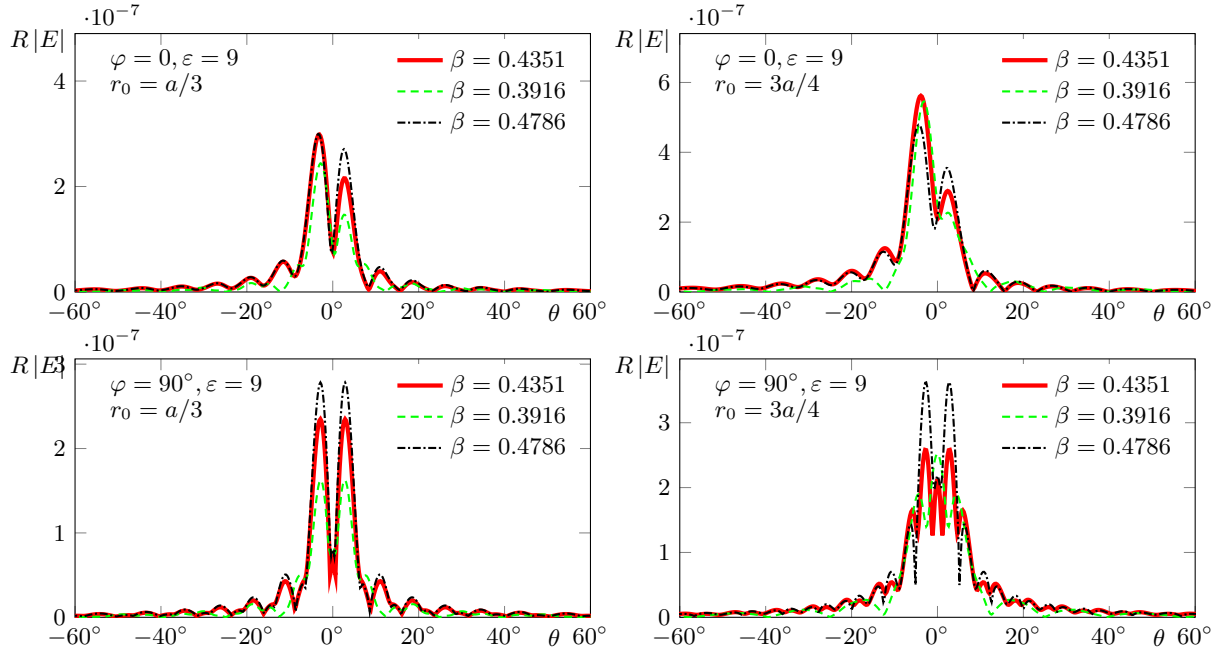 ·10⁻⁷
R |E|
φ = 0, ε = 9
r₀ = a/3
β = 0.4351
β = 0.3916
β = 0.4786
4
2
0
−60° −40° −20° 0° 20° 40° θ 60°
·10⁻⁷
R |E|
φ = 0, ε = 9
r₀ = 3a/4
β = 0.4351
β = 0.3916
β = 0.4786
6
4
2
0
−60° −40° −20° 0° 20° 40° θ 60°
·10⁻⁷
R |E|
φ = 90°, ε = 9
r₀ = a/3
β = 0.4351
β = 0.3916
β = 0.4786
3
2
1
0
−60° −40° −20° 0° 20° 40° θ 60°
·10⁻⁷
R |E|
φ = 90°, ε = 9
r₀ = 3a/4
β = 0.4351
β = 0.3916
β = 0.4786
3
2
1
0
−60° −40° −20° 0° 20° 40° θ 60°